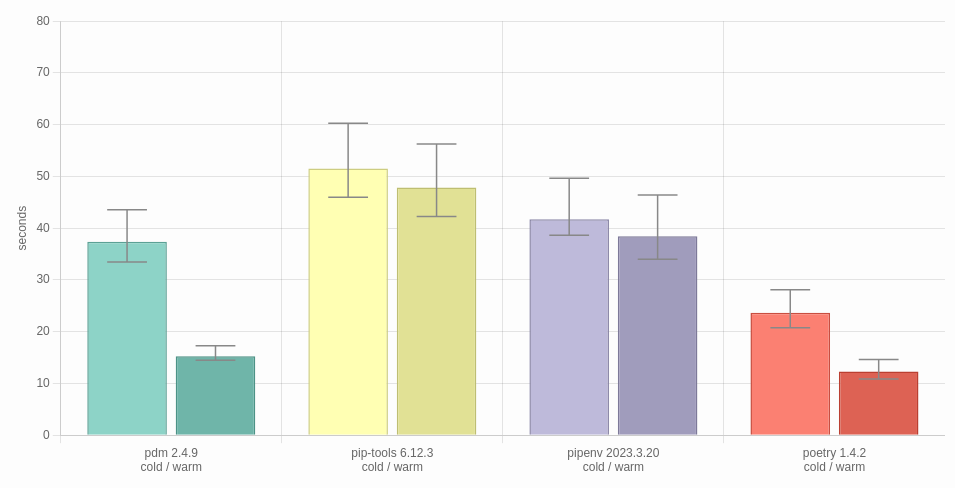 80
70
60
50
40
30
20
10
0
seconds
pdm 2.4.9
cold / warm
pip-tools 6.12.3
cold / warm
pipenv 2023.3.20
cold / warm
poetry 1.4.2
cold / warm